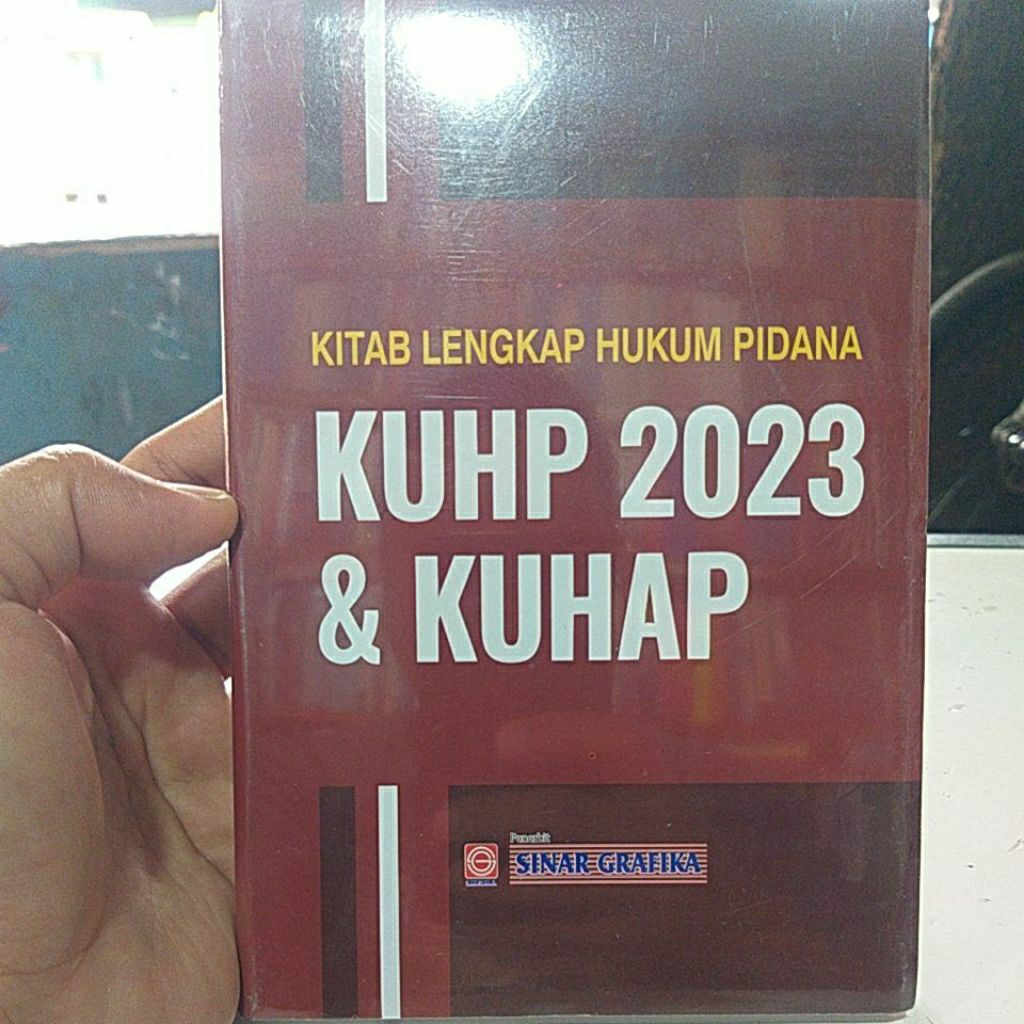 KITAB LENGKAP HUKUM PIDANA
KUHP 2023
& KUHAP
Penerbit
SINAR GRAFIKA